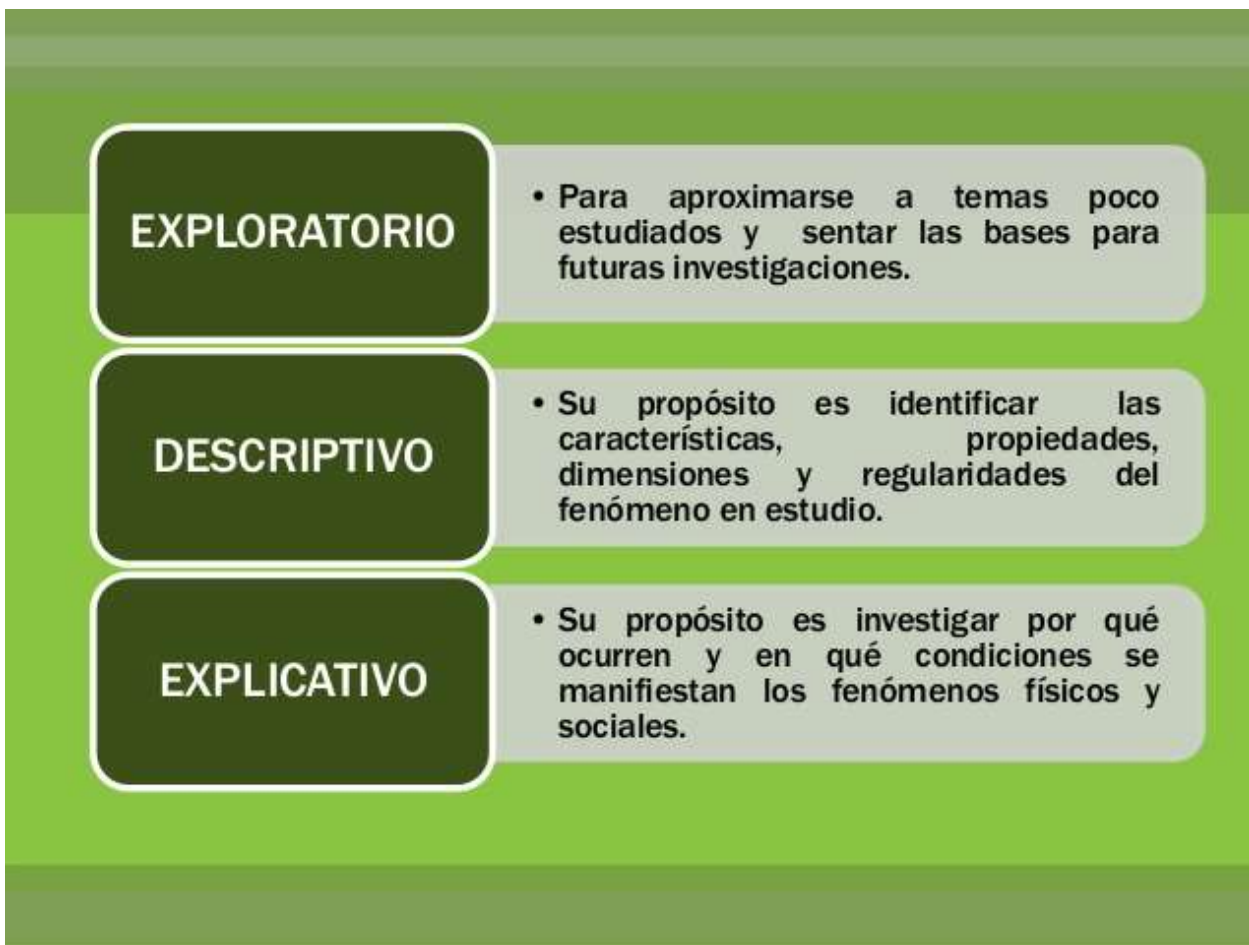 EXPLORATORIO
• Para aproximarse a temas poco
estudiados y sentar las bases para
futuras investigaciones.
DESCRIPTIVO
• Su propósito es identificar las
características, propiedades,
dimensiones y regularidades del
fenómeno en estudio.
EXPLICATIVO
• Su propósito es investigar por qué
ocurren y en qué condiciones se
manifiestan los fenómenos físicos y
sociales.